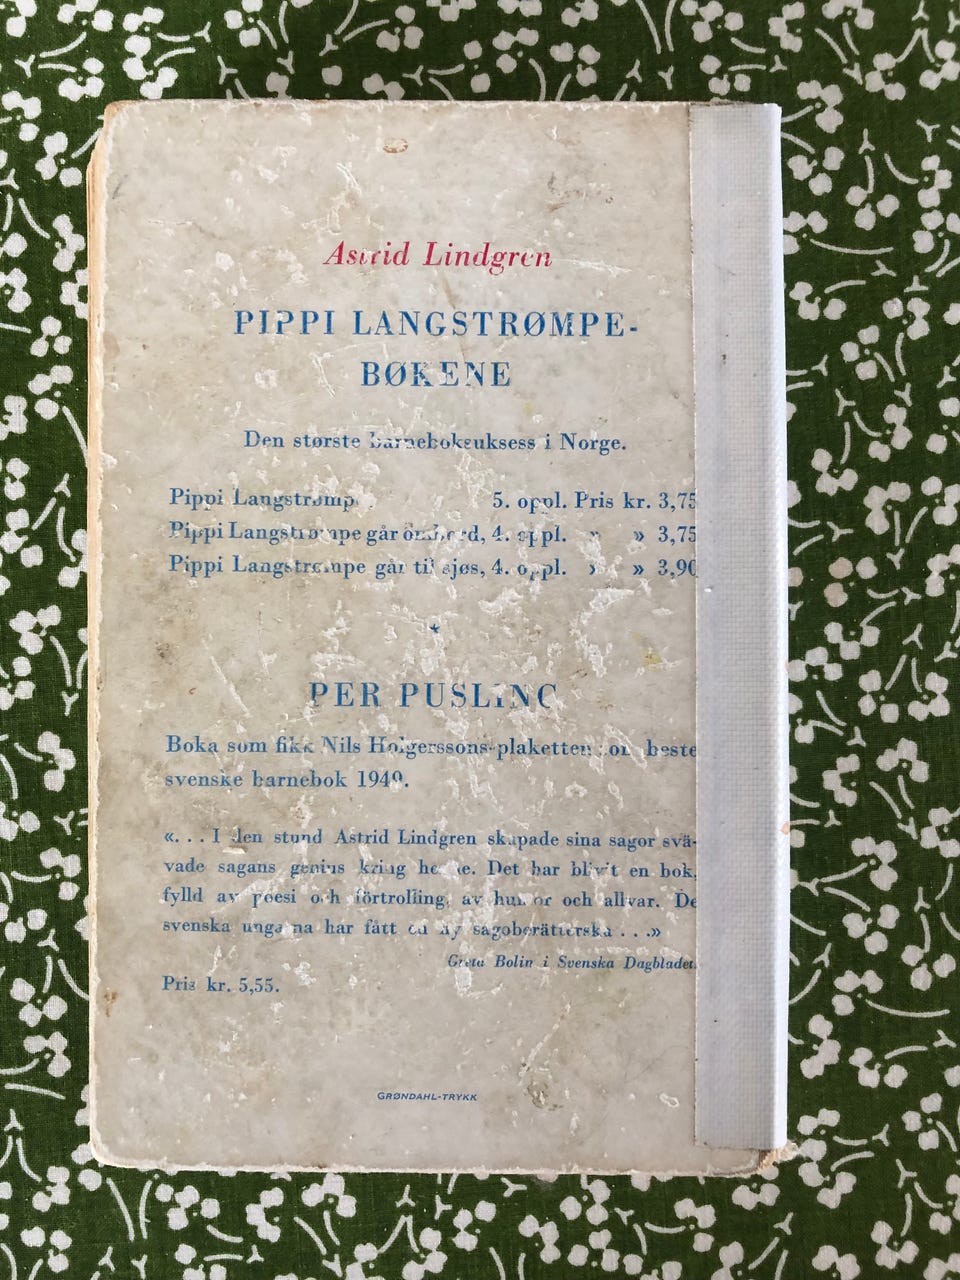 Astrid Lindgren
PIPPI LANGSTRØMPE-
BØKENE
Den største barneboksuksess i Norge.
Pippi Langstrømpe 5. oppl. Pris kr. 3,75
Pippi Langstrømpe går ombord, 4. oppl. » » 3,75
Pippi Langstrømpe går til sjøs, 4. oppl. » » 3,90
PER PUSLING
Boka som fikk Nils Holgerssons-plaketten for beste
svenske barnebok 1949.
«. . . I den stund Astrid Lindgren skapade sina sagor svä-
vade sagans genius kring henne. Det har blivit en bok,
fylld av poesi och förtrolling, av humor och allvar. De
svenska ungarna har fått en ny sagoberätterska . . .»
Greta Bolin i Svenska Dagbladet.
Pris kr. 5,55.
GRØNDAHL-TRYKK